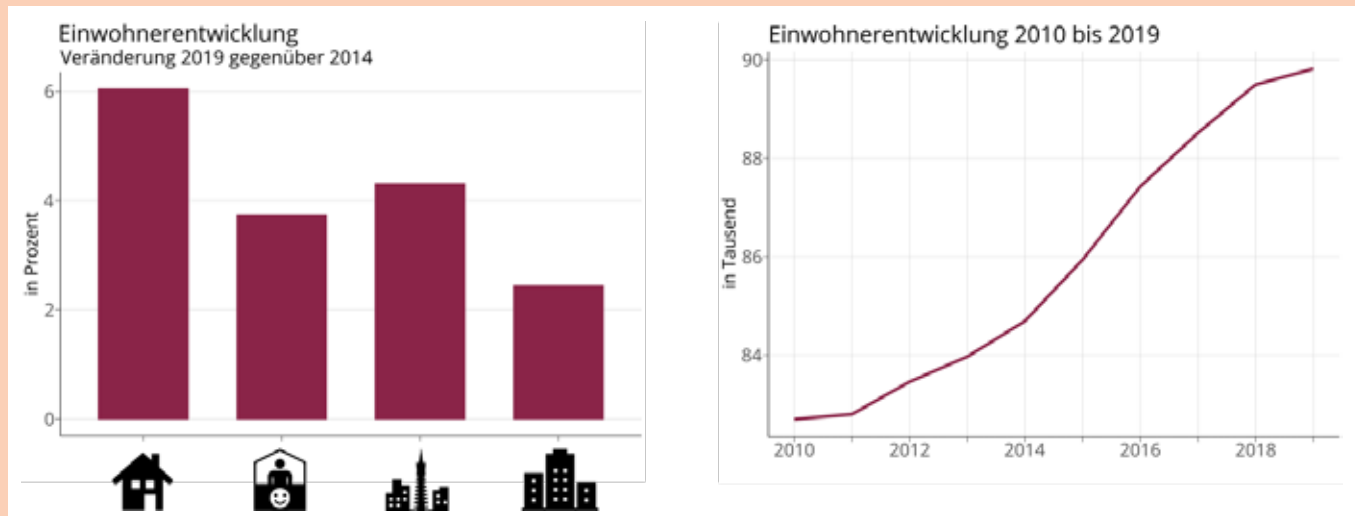 Einwohnerentwicklung
Veränderung 2019 gegenüber 2014
in Prozent
6
4
2
0
Einwohnerentwicklung 2010 bis 2019
in Tausend
90
88
86
84
2010 2012 2014 2016 2018